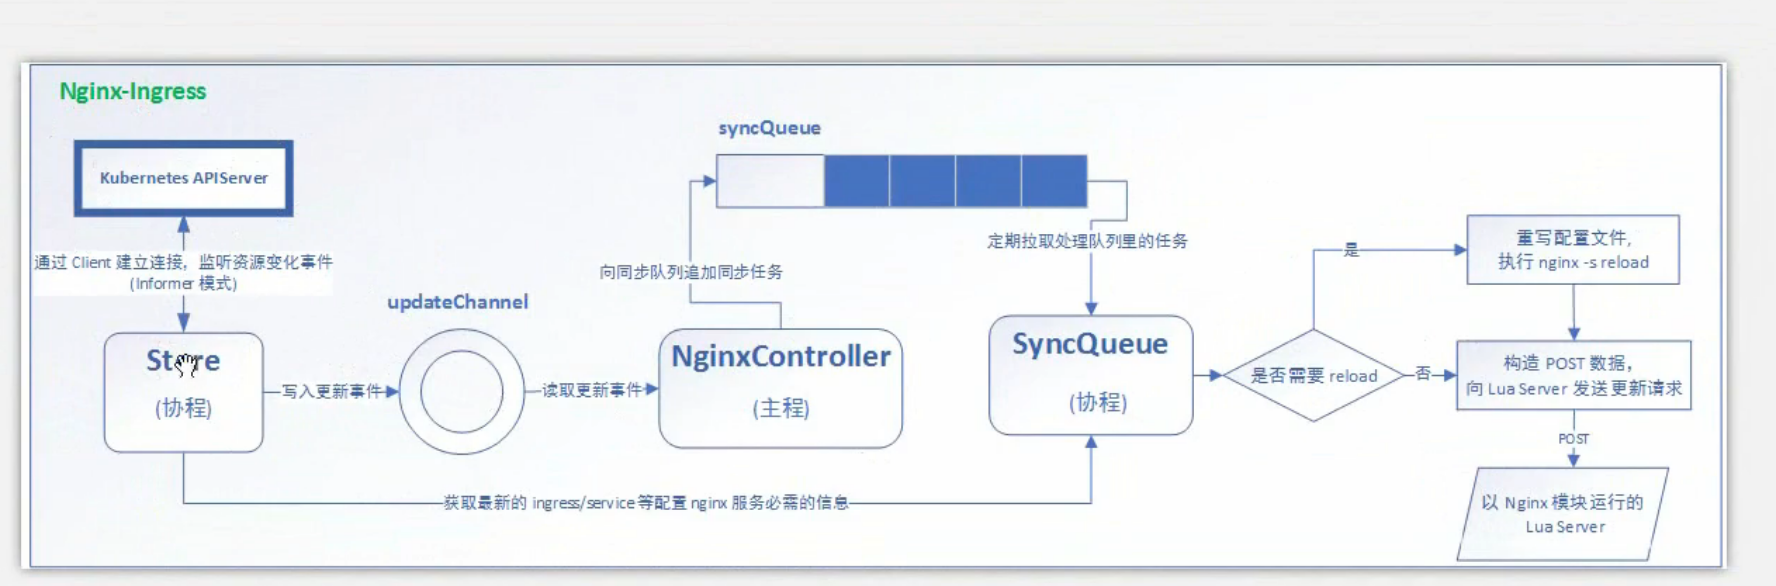 Nginx-Ingress
Kubernetes APIServer
通过 Client 建立连接，监听资源变化事件
(Informer 模式)
Store
(协程)
写入更新事件
updateChannel
读取更新事件
NginxController
(主程)
向同步队列追加同步任务
syncQueue
定期拉取处理队列里的任务
SyncQueue
(协程)
获取最新的 ingress/service 等配置 nginx 服务必需的信息
是否需要 reload
是
重写配置文件,
执行 nginx -s reload
否
构造 POST 数据，
向 Lua Server 发送更新请求
POST
以 Nginx 模块运行的
Lua Server